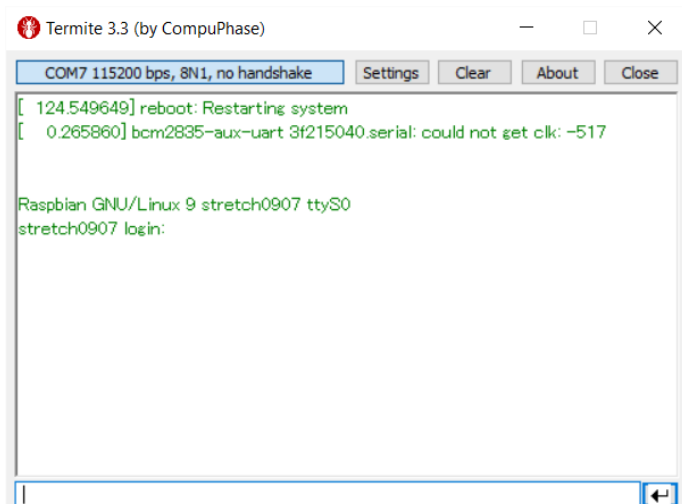 Termite 3.3 (by CompuPhase)
COM7 115200 bps, 8N1, no handshake Settings Clear About Close
[ 124.549649] reboot: Restarting system
[ 0.265860] bcm2835-aux-uart 3f215040.serial: could not get clk: -517
Raspbian GNU/Linux 9 stretch0907 ttyS0
stretch0907 login: